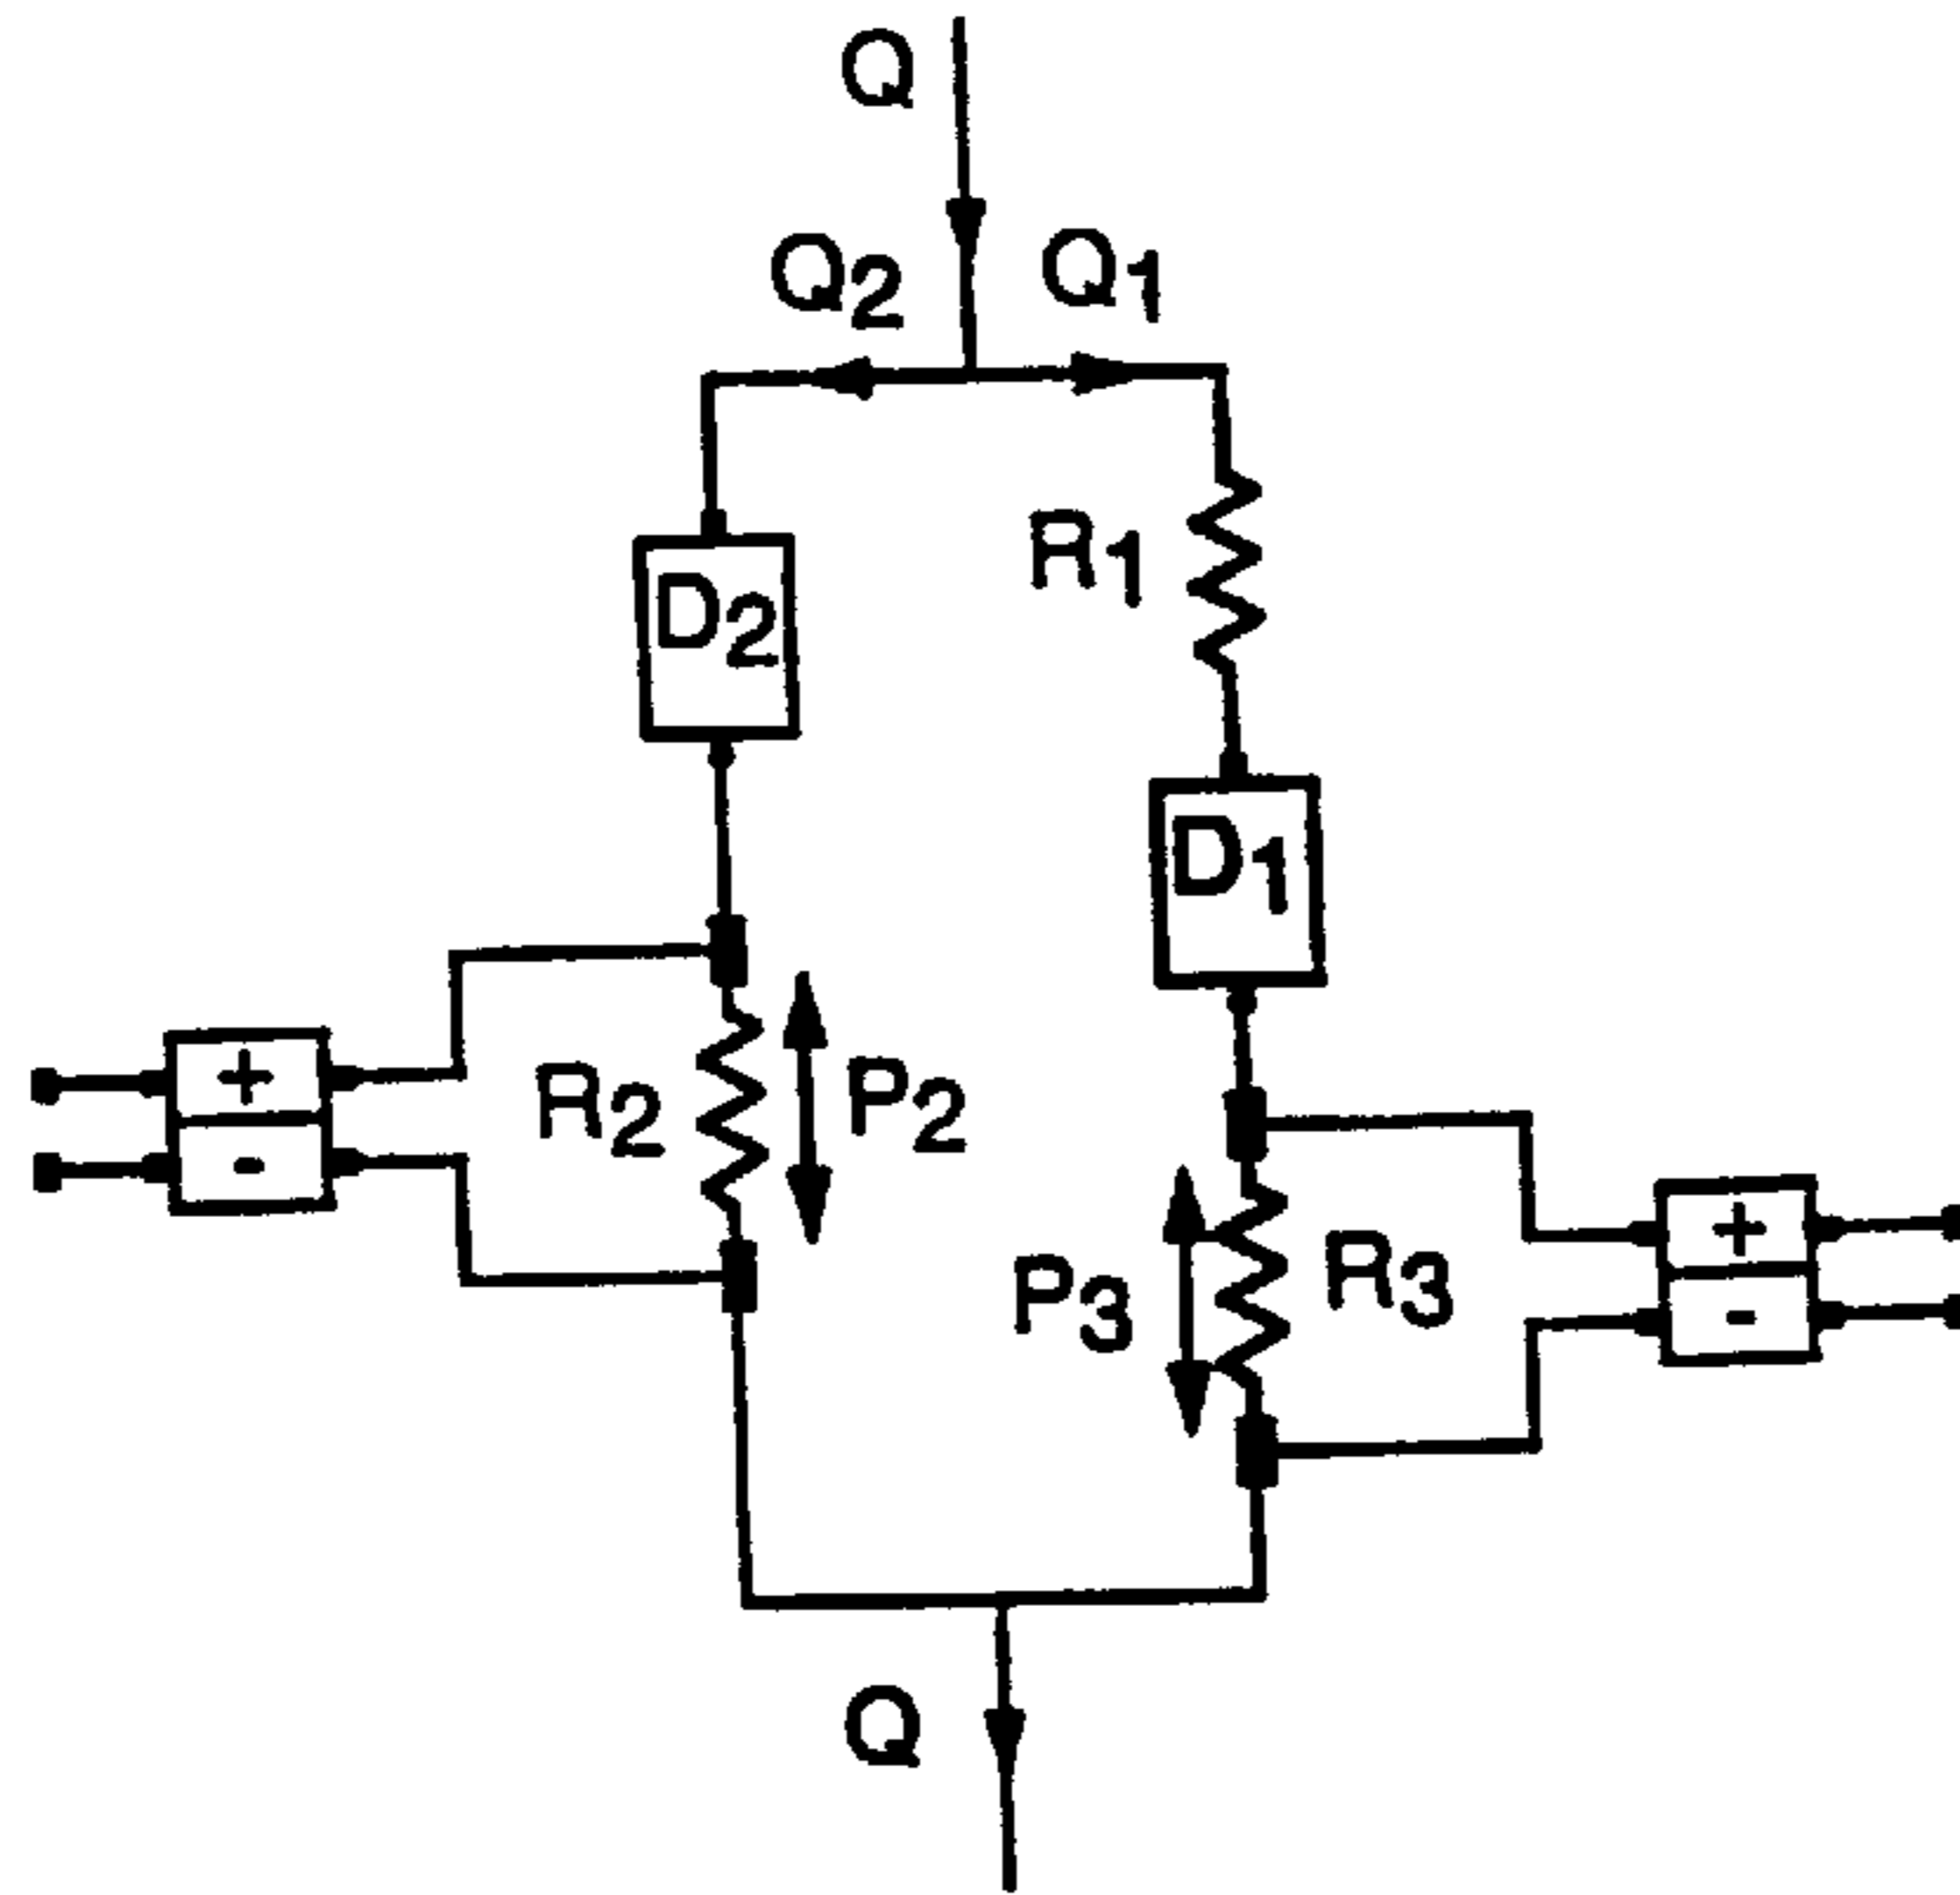 Q
Q2 Q1
R1
D2
D1
+
-
R2
P2
P3
R3
+
-
Q